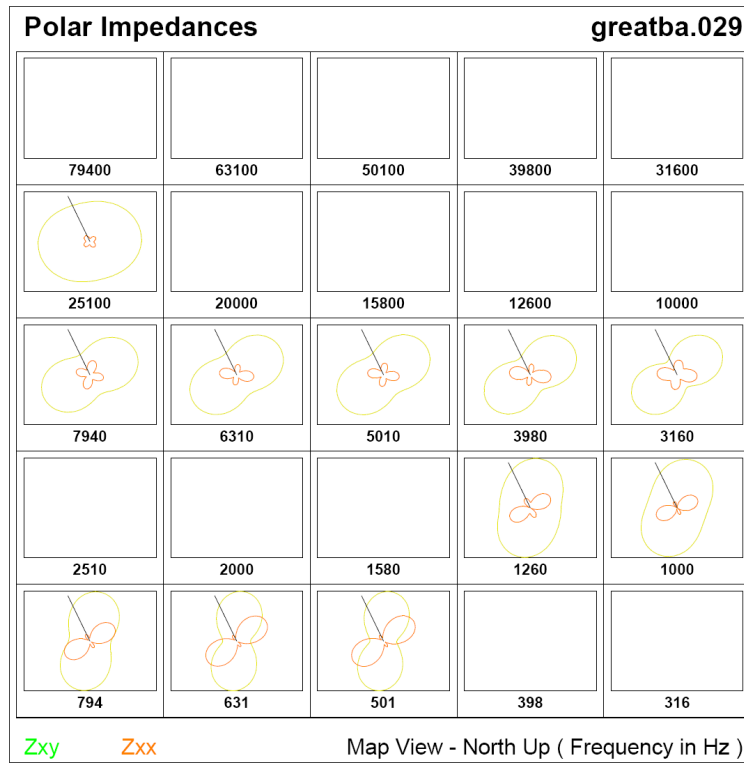 Polar Impedances greatba.029
79400 63100 50100 39800 31600
25100 20000 15800 12600 10000
7940 6310 5010 3980 3160
2510 2000 1580 1260 1000
794 631 501 398 316
Zxy Zxx Map View - North Up ( Frequency in Hz )